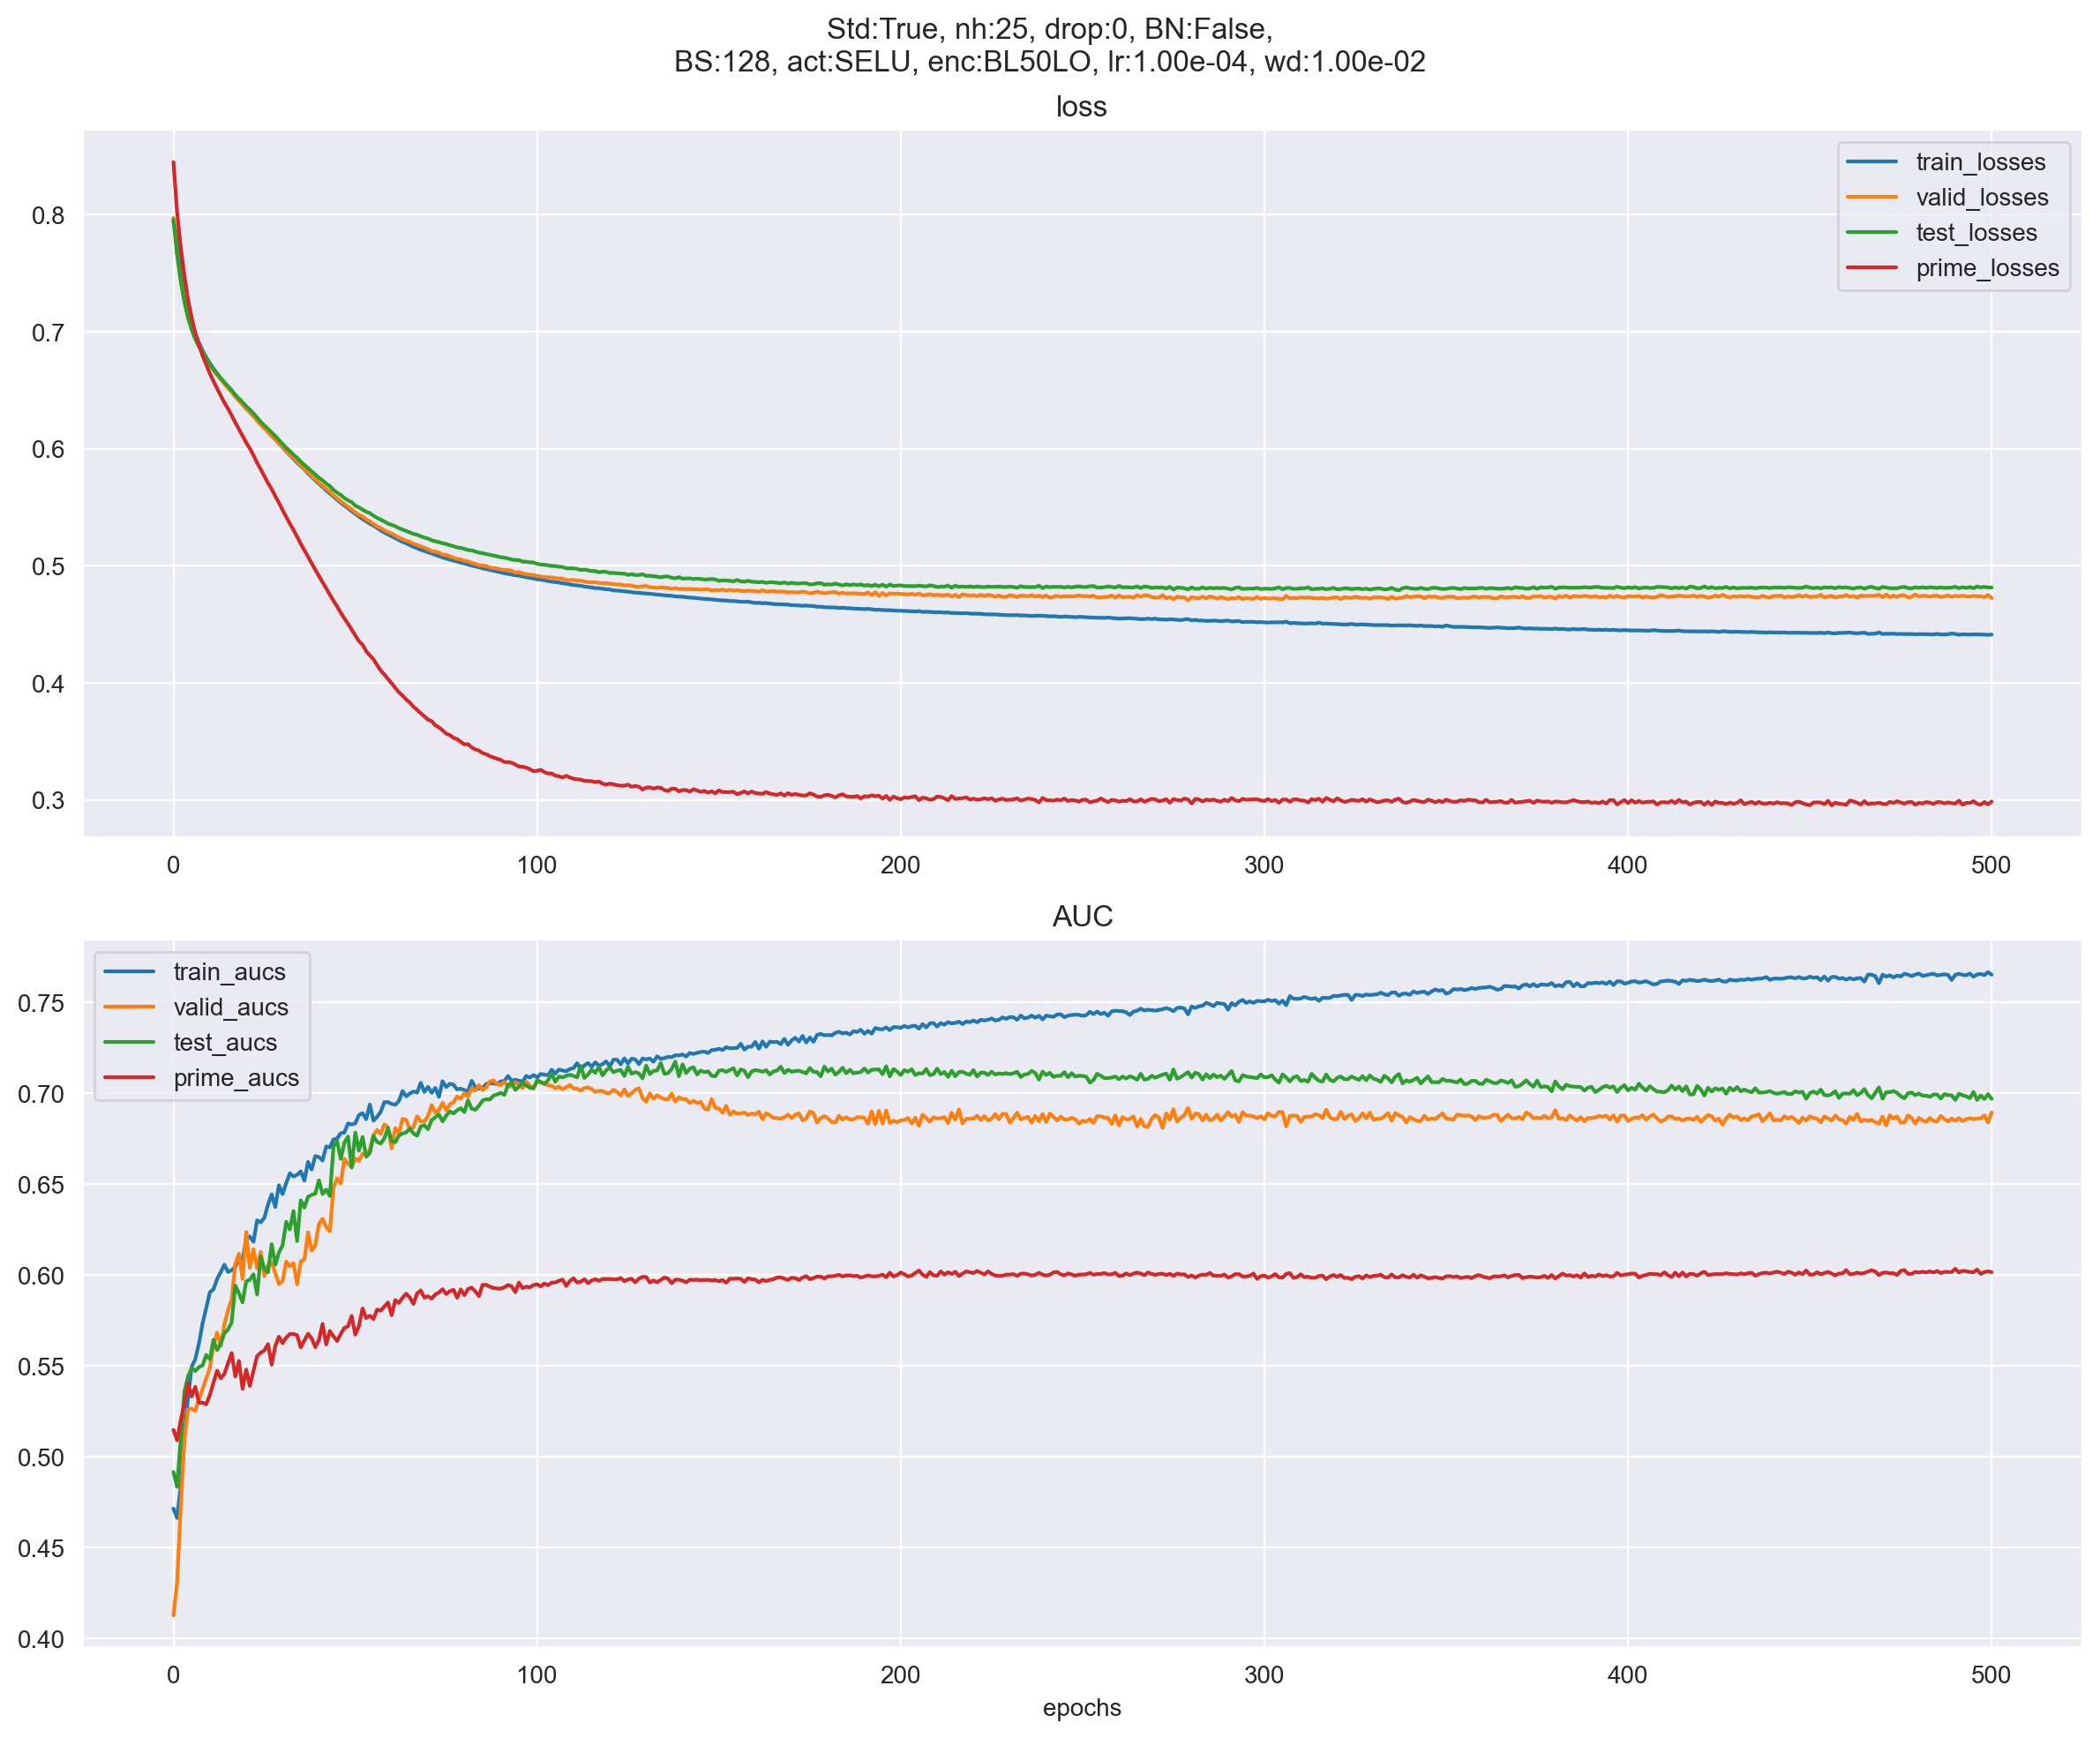 Std:True, nh:25, drop:0, BN:False,
BS:128, act:SELU, enc:BL50LO, lr:1.00e-04, wd:1.00e-02
loss
train_losses
valid_losses
test_losses
prime_losses
0.8
0.7
0.6
0.5
0.4
0.3
0 100 200 300 400 500
AUC
train_aucs
valid_aucs
test_aucs
prime_aucs
0.75
0.70
0.65
0.60
0.55
0.50
0.45
0.40
0 100 200 300 400 500
epochs